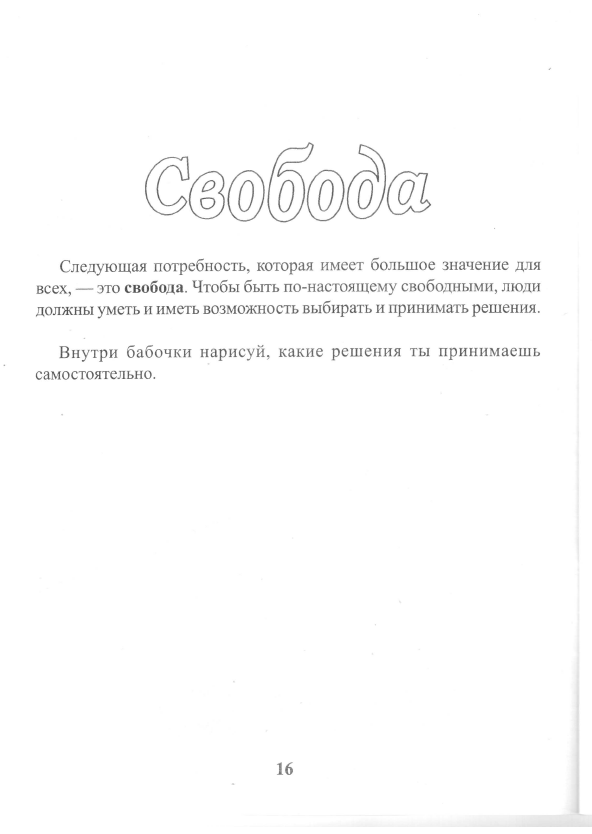 Свобода
Следующая потребность, которая имеет большое значение для
всех, — это свобода. Чтобы быть по-настоящему свободными, люди
должны уметь и иметь возможность выбирать и принимать решения.
Внутри бабочки нарисуй, какие решения ты принимаешь
самостоятельно.
16